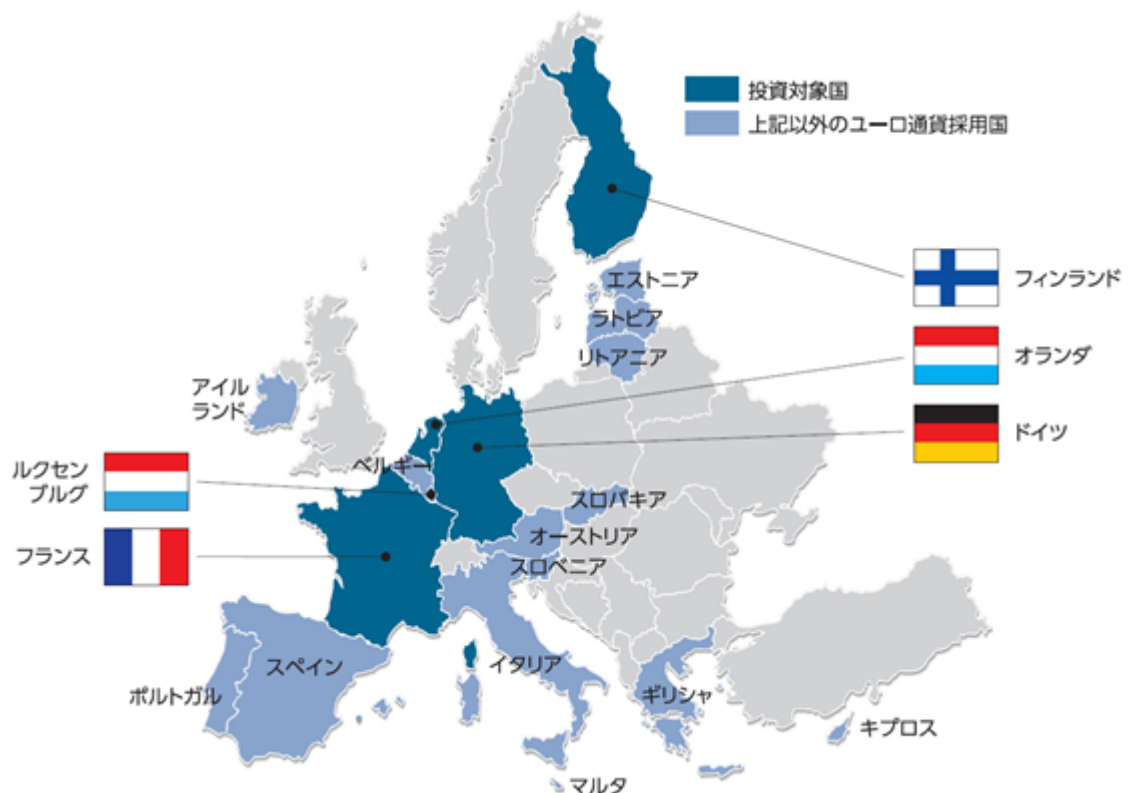 投資対象国
上記以外のユーロ通貨採用国
フィンランド
エストニア
ラトビア
リトアニア
オランダ
アイル
ランド
ドイツ
ベルギー
ルクセン
ブルグ
スロバキア
オーストリア
フランス
スロベニア
スペイン
イタリア
ポルトガル
ギリシャ
キプロス
マルタ